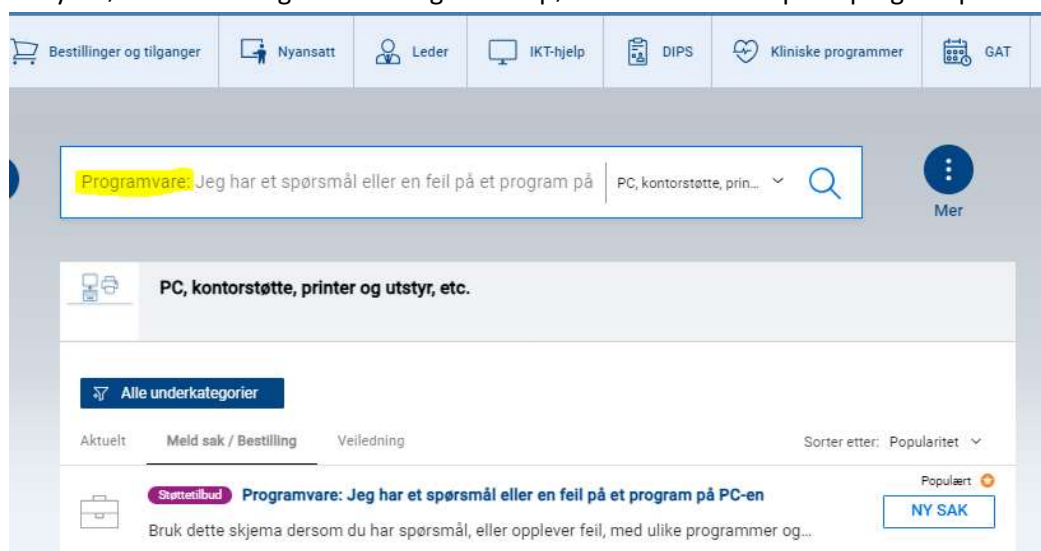 Bestillinger og tilganger Nyansatt Leder IKT-hjelp DIPS Kliniske programmer GAT
Programvare: Jeg har et spørsmål eller en feil på et program på PC, kontorstøtte, prin...
Mer
PC, kontorstøtte, printer og utstyr, etc.
Alle underkategorier
Aktuelt Meld sak / Bestilling Veiledning Sorter etter: Popularitet
Populært
Støttetilbud Programvare: Jeg har et spørsmål eller en feil på et program på PC-en
NY SAK
Bruk dette skjema dersom du har spørsmål, eller opplever feil, med ulike programmer og...